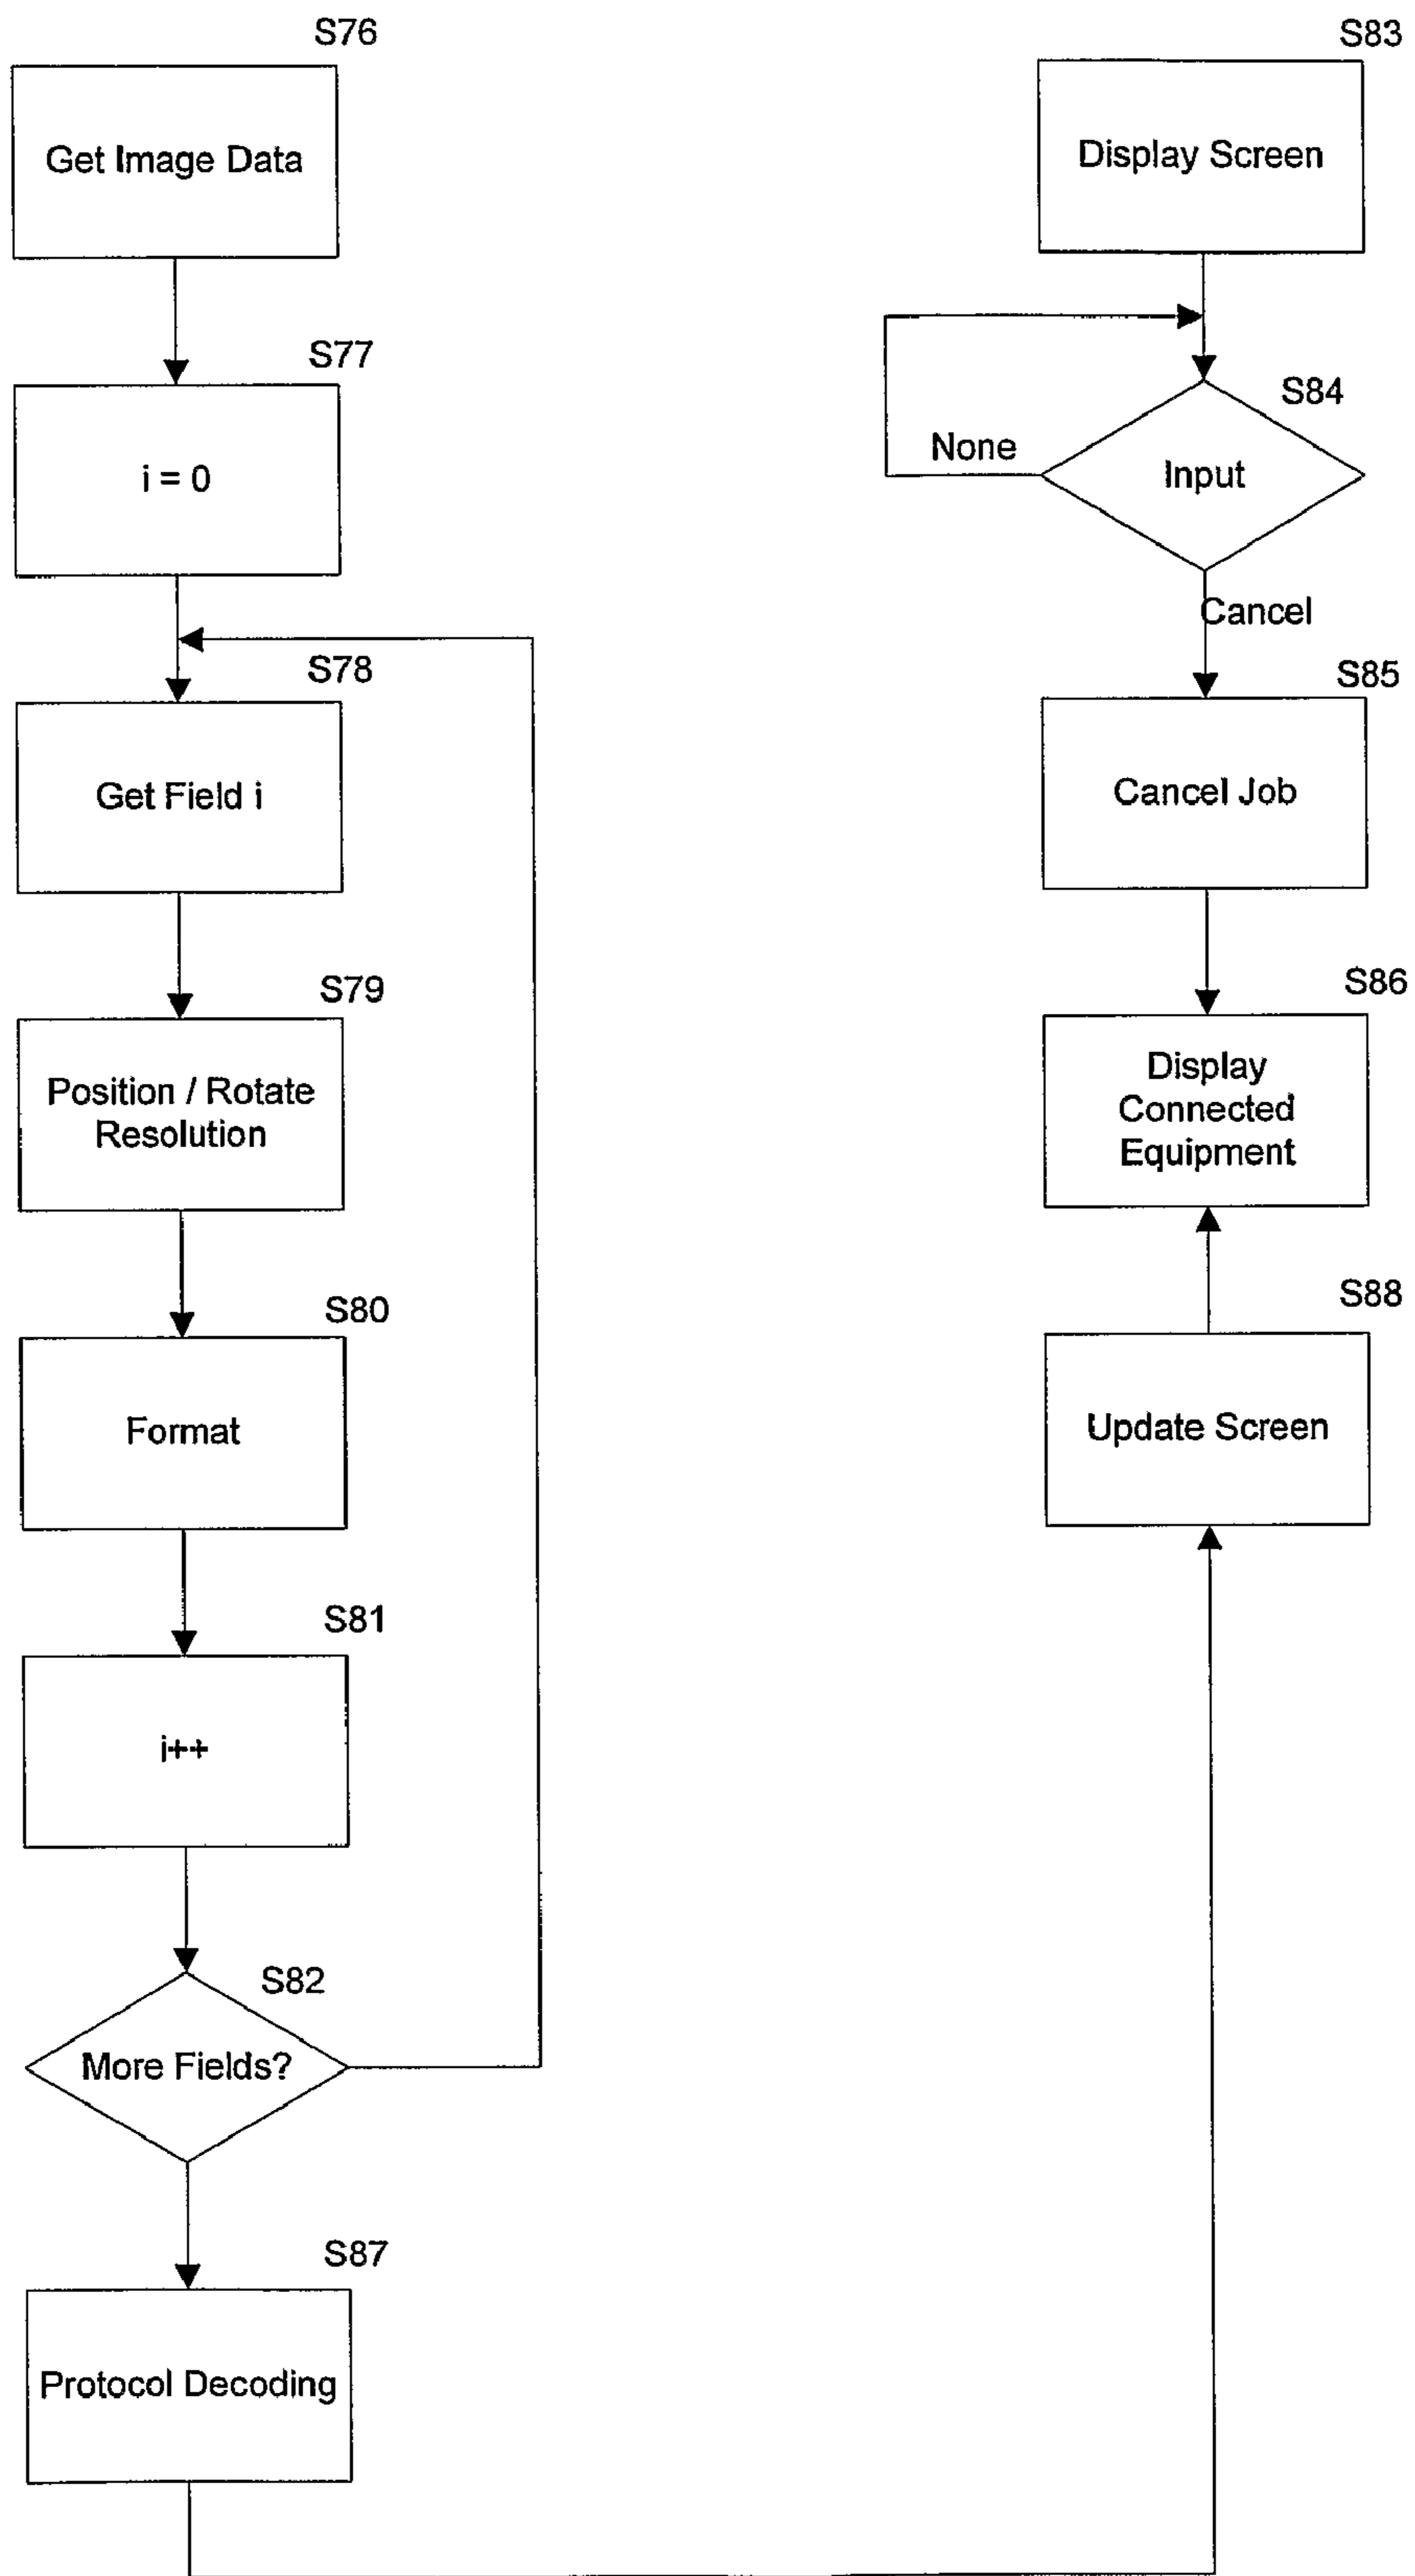 S76
Get Image Data
S77
i = 0
S78
Get Field i
S79
Position / Rotate
Resolution
S80
Format
S81
i++
S82
More Fields?
S87
Protocol Decoding
S83
Display Screen
S84
None
Input
Cancel
S85
Cancel Job
S86
Display
Connected
Equipment
S88
Update Screen